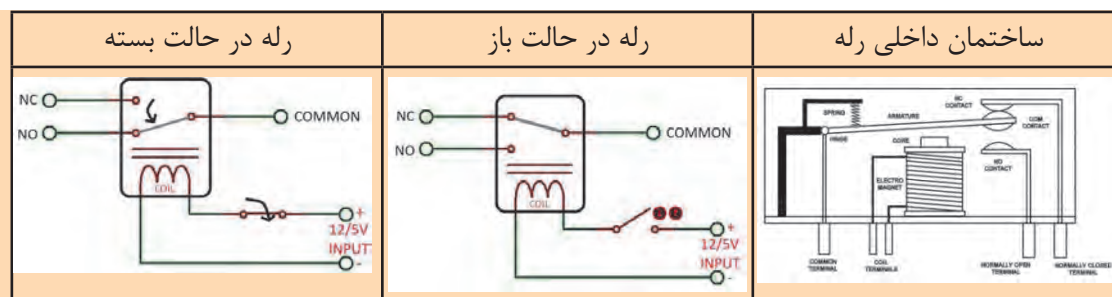 ساختمان داخلی رله
رله در حالت باز
رله در حالت بسته
NC CONTACT
SPRING
ARMATURE
COM CONTACT
HINGE
CORE
NO CONTACT
ELECTRO MAGNET
COMMON TERMINAL
COIL TERMINALS
NORMALLY OPEN TERMINAL
NORMALLY CLOSED TERMINAL
NC
COMMON
NO
COIL
+
12/5V
INPUT
-
NC
COMMON
NO
COIL
+
12/5V
INPUT
-